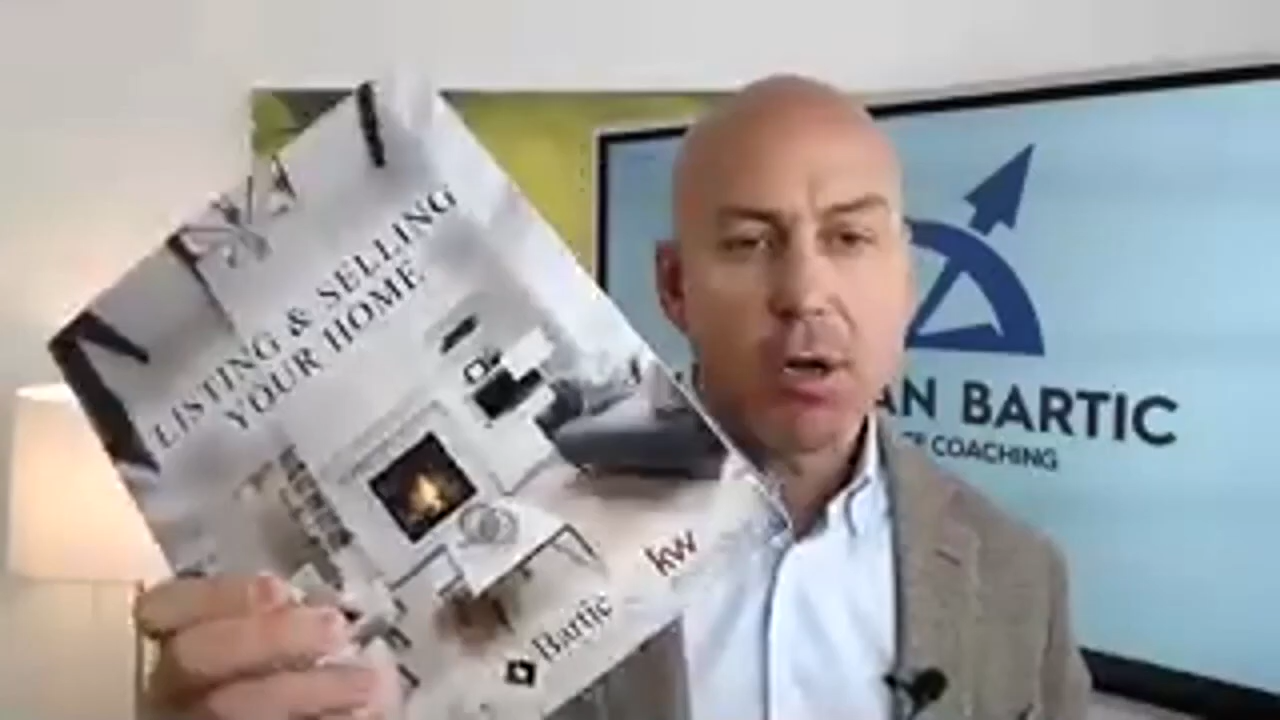 LISTING & SELLING
YOUR HOME
kw
Bartic
AN BARTIC
COACHING